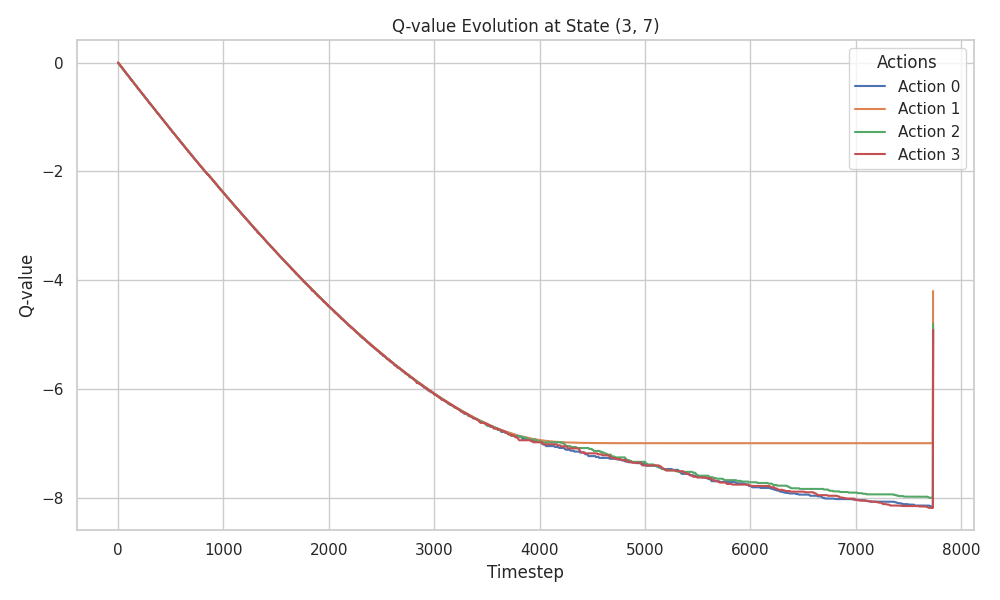 Q-value Evolution at State (3, 7)
Actions
Action 0
Action 1
Action 2
Action 3
Q-value
0
−2
−4
−6
−8
0 1000 2000 3000 4000 5000 6000 7000 8000
Timestep